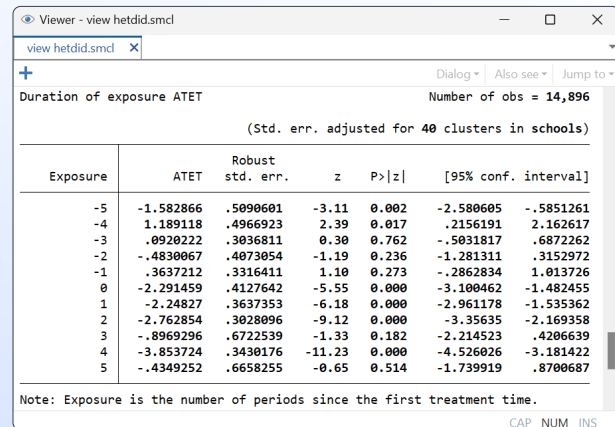 Viewer - view hetdid.smcl
view hetdid.smcl
Dialog Also see Jump to
Duration of exposure ATET Number of obs = 14,896
(Std. err. adjusted for 40 clusters in schools)
Robust
Exposure ATET std. err. z P>|z| [95% conf. interval]
-5 -1.582866 .5090601 -3.11 0.002 -2.580605 -.5851261
-4 1.189118 .4966923 2.39 0.017 .2156191 2.162617
-3 .0920222 .3036811 0.30 0.762 -.5031817 .6872262
-2 -.4830067 .4073054 -1.19 0.236 -1.281311 .3152972
-1 .3637212 .3316411 1.10 0.273 -.2862834 1.013726
0 -2.291459 .4127642 -5.55 0.000 -3.100462 -1.482455
1 -2.24827 .3637353 -6.18 0.000 -2.961178 -1.535362
2 -2.762854 .3028096 -9.12 0.000 -3.35635 -2.169358
3 -.8969296 .6722539 -1.33 0.182 -2.214523 .4206639
4 -3.853724 .3430176 -11.23 0.000 -4.526026 -3.181422
5 -.4349252 .6658255 -0.65 0.514 -1.739919 .8700687
Note: Exposure is the number of periods since the first treatment time.
CAP NUM INS